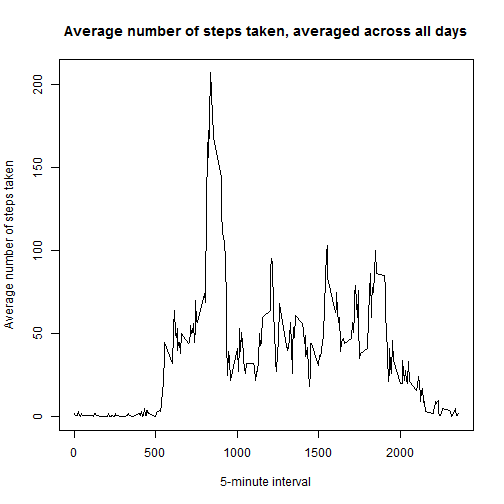 Average number of steps taken, averaged across all days
Average number of steps taken
200
150
100
50
0
0 500 1000 1500 2000
5-minute interval